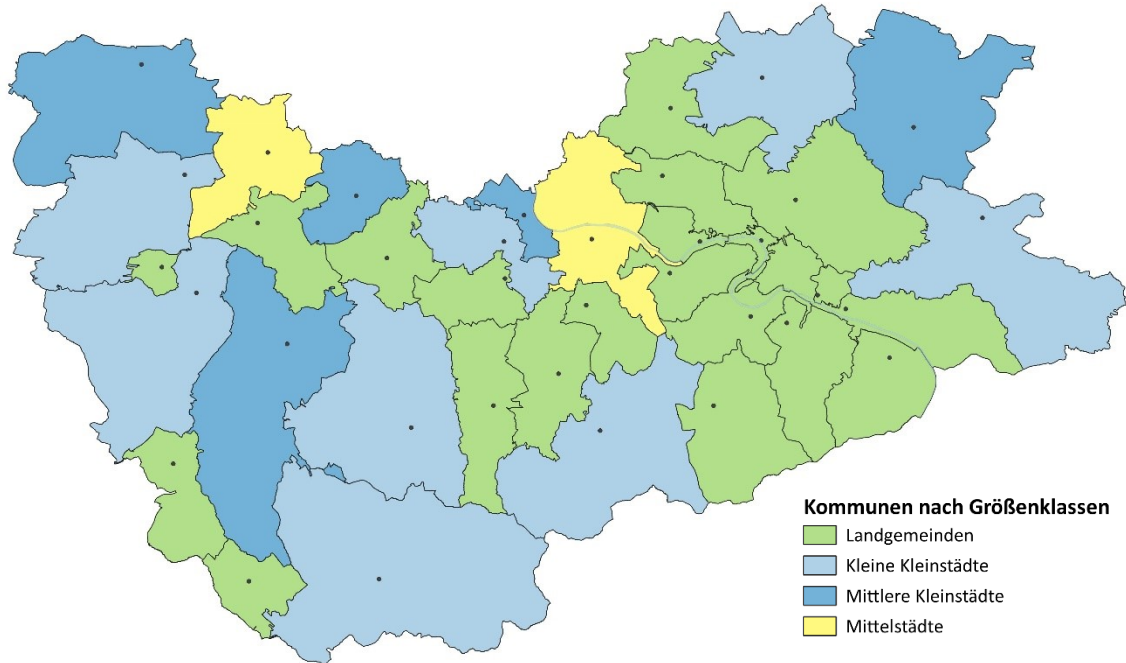 Kommunen nach Größenklassen
Landgemeinden
Kleine Kleinstädte
Mittlere Kleinstädte
Mittelstädte